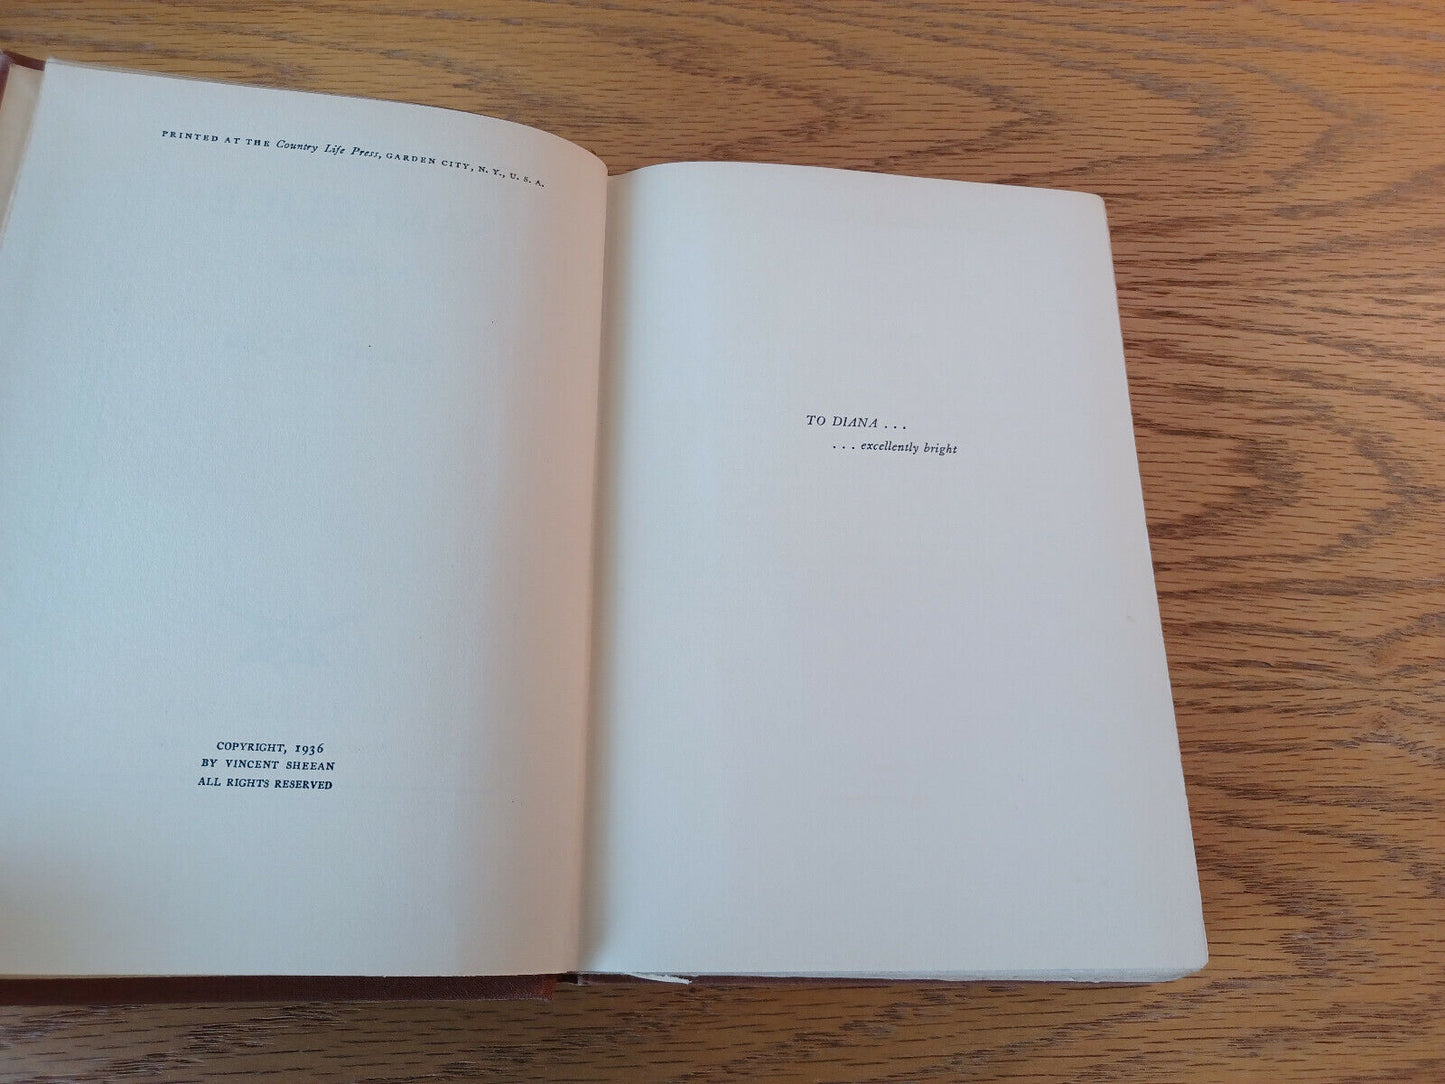 PRINTED AT THE Country Life Press, GARDEN CITY, N. Y., U. S. A.
COPYRIGHT, 1936
BY VINCENT SHEEAN
ALL RIGHTS RESERVED
TO DIANA . . .
. . . excellently bright